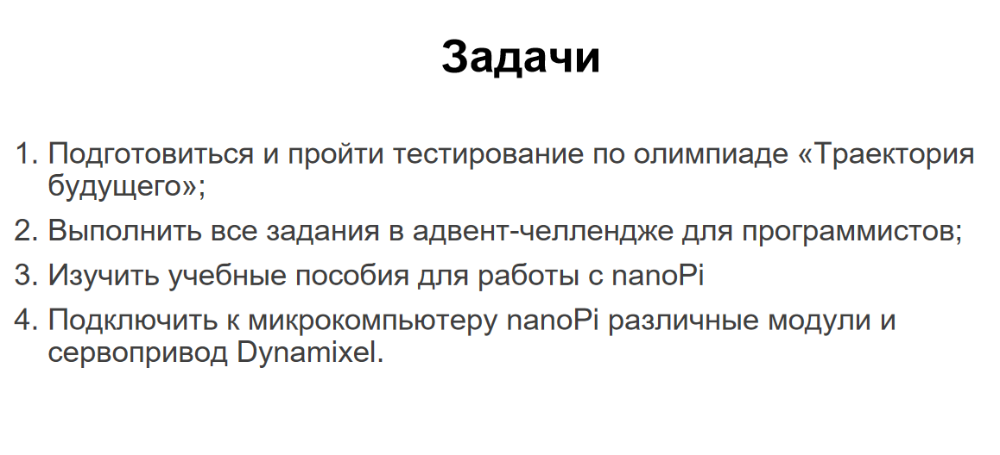 Задачи
1. Подготовиться и пройти тестирование по олимпиаде «Траектория
будущего»;
2. Выполнить все задания в адвент-челлендже для программистов;
3. Изучить учебные пособия для работы с nanoPi
4. Подключить к микрокомпьютеру nanoPi различные модули и
сервопривод Dynamixel.